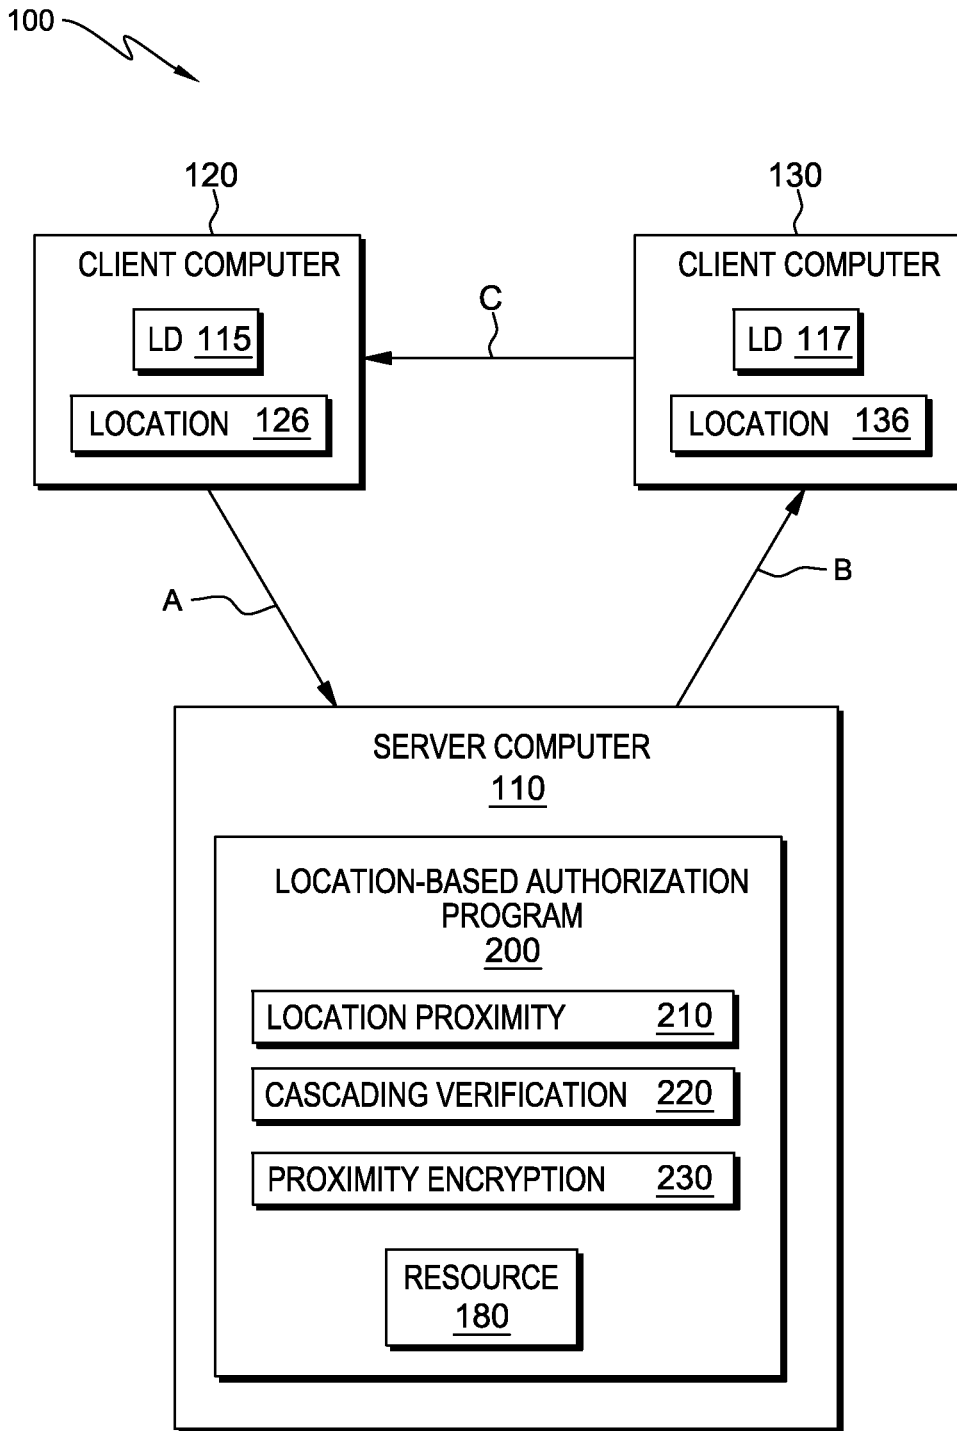 100
120
130
CLIENT COMPUTER
LD 115
LOCATION 126
C
CLIENT COMPUTER
LD 117
LOCATION 136
A
B
SERVER COMPUTER
110
LOCATION-BASED AUTHORIZATION
PROGRAM
200
LOCATION PROXIMITY 210
CASCADING VERIFICATION 220
PROXIMITY ENCRYPTION 230
RESOURCE
180